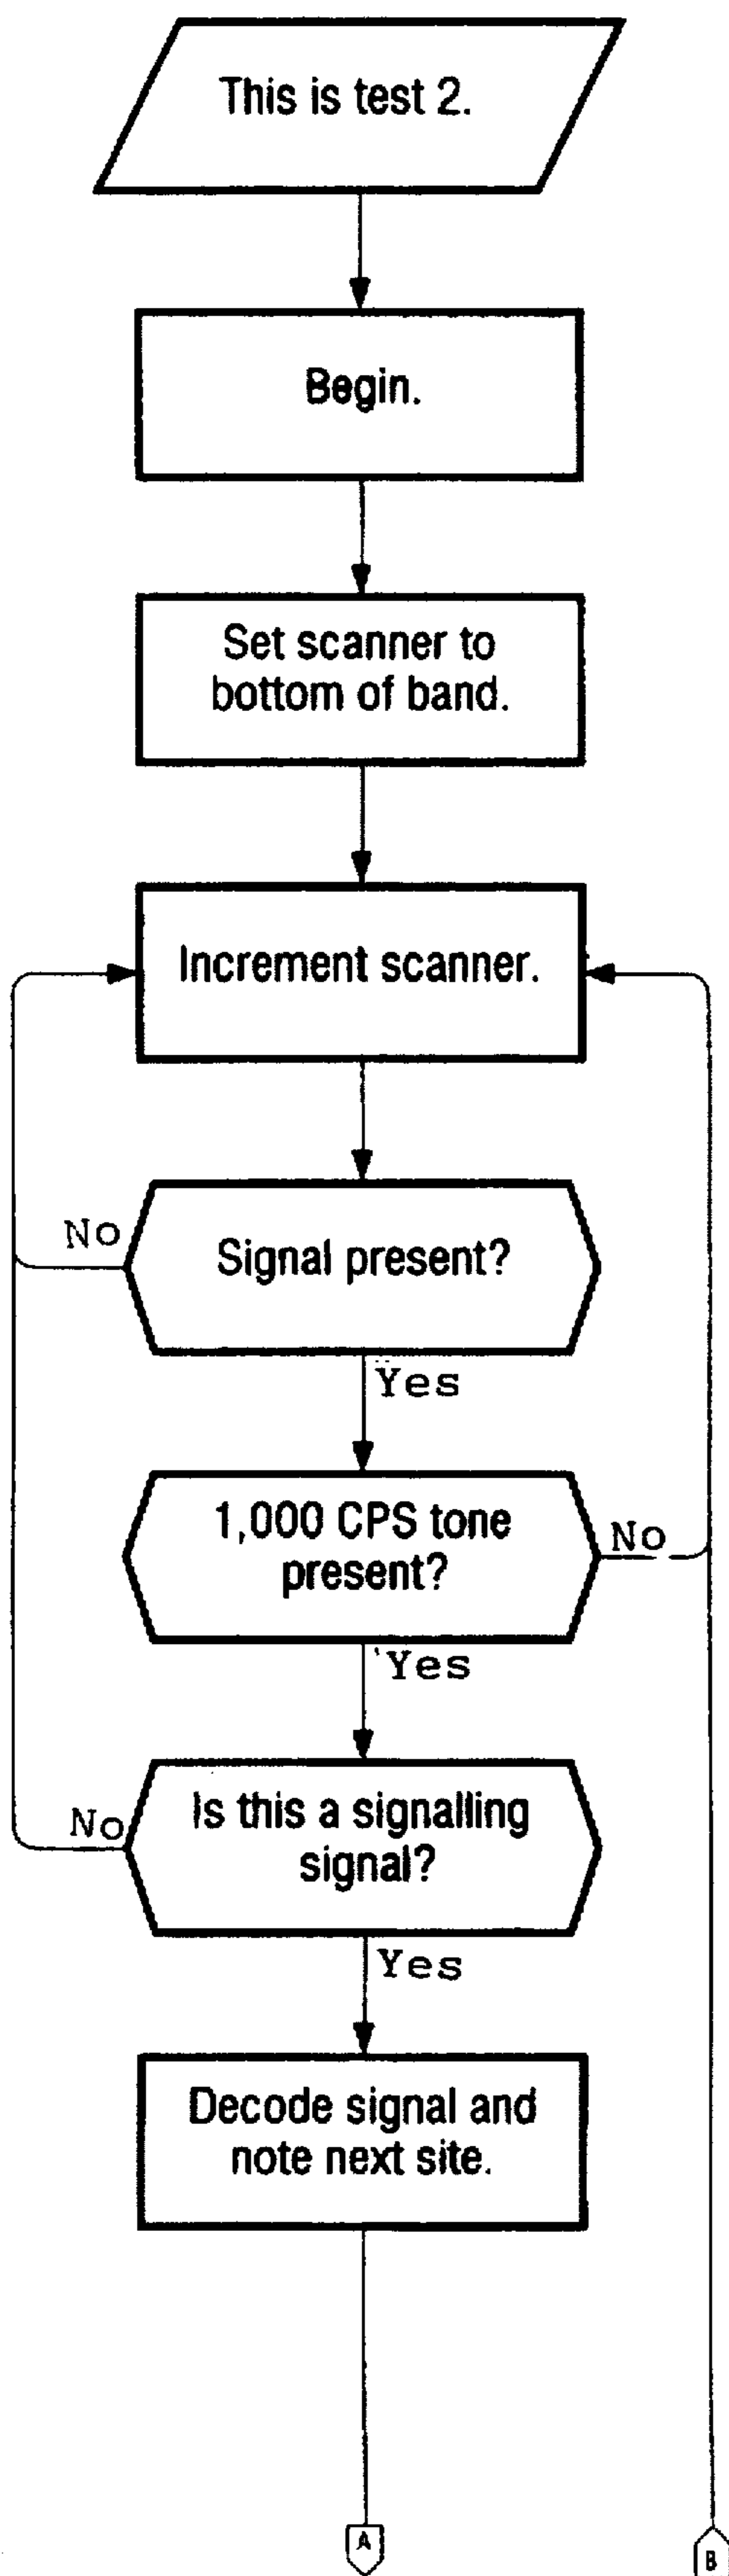 This is test 2.
Begin.
Set scanner to
bottom of band.
Increment scanner.
No
Signal present?
Yes
1,000 CPS tone
present?
No
Yes
Is this a signalling
signal?
No
Yes
Decode signal and
note next site.
A
B